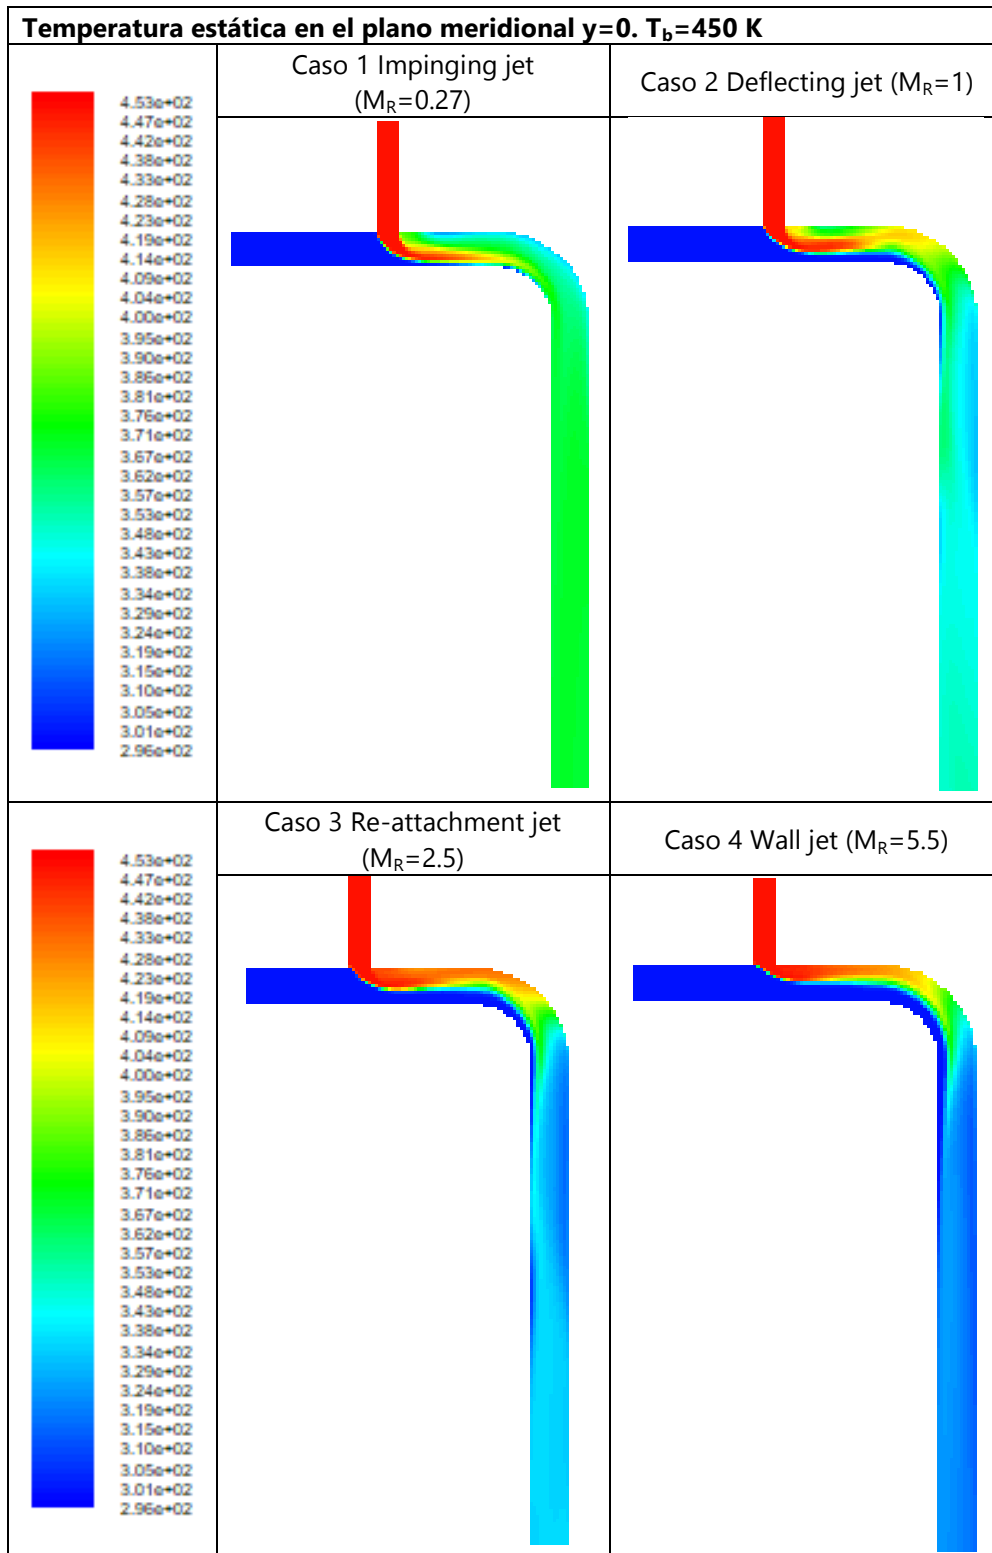 Temperatura estática en el plano meridional y=0. Tb=450 K
Caso 1 Impinging jet
(MR=0.27)
Caso 2 Deflecting jet (MR=1)
4.53e+02
4.47e+02
4.42e+02
4.38e+02
4.33e+02
4.28e+02
4.23e+02
4.19e+02
4.14e+02
4.09e+02
4.04e+02
4.00e+02
3.95e+02
3.90e+02
3.86e+02
3.81e+02
3.76e+02
3.71e+02
3.67e+02
3.62e+02
3.57e+02
3.53e+02
3.48e+02
3.43e+02
3.38e+02
3.34e+02
3.29e+02
3.24e+02
3.19e+02
3.15e+02
3.10e+02
3.05e+02
3.01e+02
2.96e+02
Caso 3 Re-attachment jet
(MR=2.5)
Caso 4 Wall jet (MR=5.5)
4.53e+02
4.47e+02
4.42e+02
4.38e+02
4.33e+02
4.28e+02
4.23e+02
4.19e+02
4.14e+02
4.09e+02
4.04e+02
4.00e+02
3.95e+02
3.90e+02
3.86e+02
3.81e+02
3.76e+02
3.71e+02
3.67e+02
3.62e+02
3.57e+02
3.53e+02
3.48e+02
3.43e+02
3.38e+02
3.34e+02
3.29e+02
3.24e+02
3.19e+02
3.15e+02
3.10e+02
3.05e+02
3.01e+02
2.96e+02